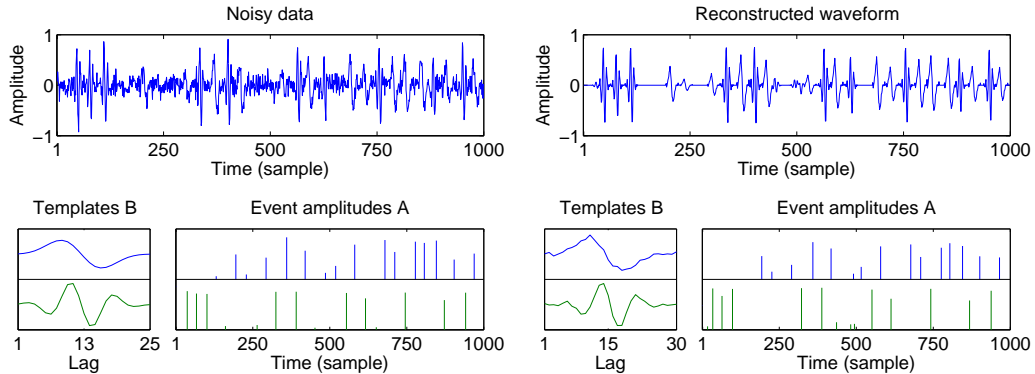 Noisy data
Amplitude
1
0
−1
1 250 500 750 1000
Time (sample)
Reconstructed waveform
Amplitude
1
0
−1
1 250 500 750 1000
Time (sample)
Templates B
1 13 25
Lag
Event amplitudes A
1 250 500 750 1000
Time (sample)
Templates B
1 15 30
Lag
Event amplitudes A
1 250 500 750 1000
Time (sample)